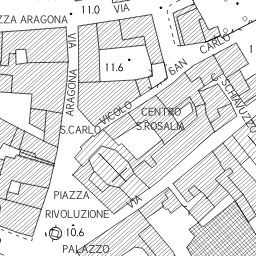 11.0 VIA
ZZA ARAGONA
VIA
ARAGONA
11.6
SAN
CARLO
C. SCHIAVUZZO
VICOLO
CENTRO
S.CARLO
S.ROSALIA
PIAZZA
VIA
RIVOLUZIONE
10.6
PALAZZO